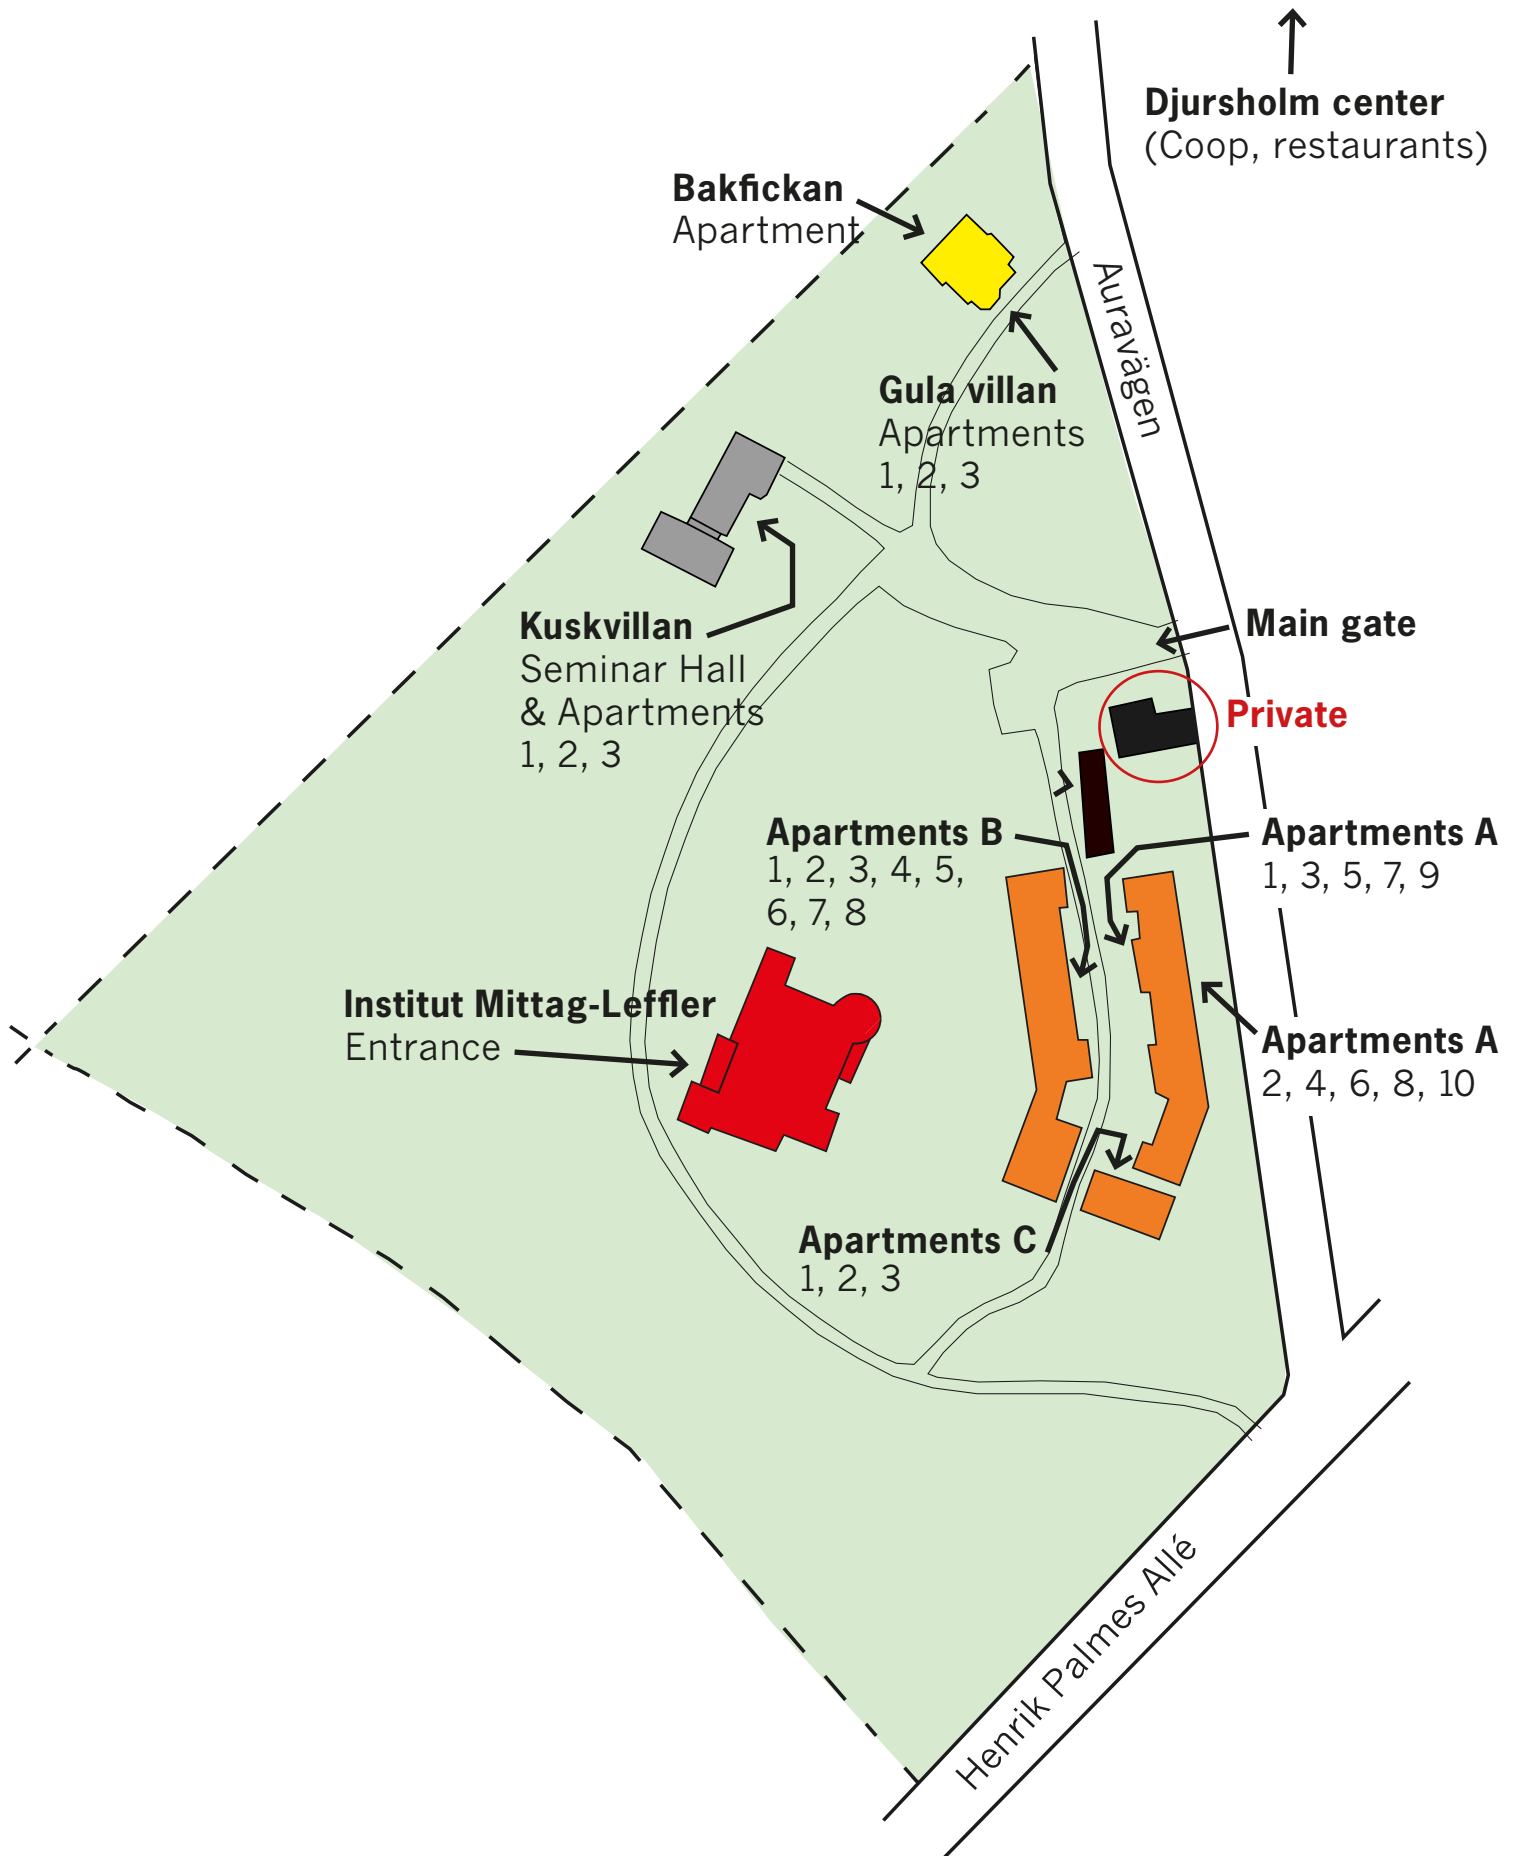 Djursholm center
(Coop, restaurants)
Bakfickan
Apartment
Auravägen
Gula villan
Apartments
1, 2, 3
Kuskvillan
Seminar Hall
& Apartments
1, 2, 3
Main gate
Private
Apartments B
1, 2, 3, 4, 5,
6, 7, 8
Apartments A
1, 3, 5, 7, 9
Institut Mittag-Leffler
Entrance
Apartments A
2, 4, 6, 8, 10
Apartments C
1, 2, 3
Henrik Palmes Allé